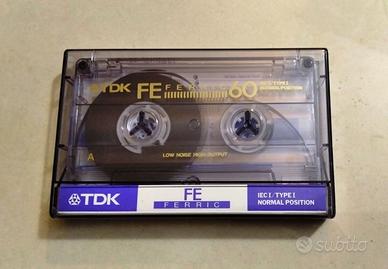 TDK FE FERRIC 60 IEC I / TYPE I
NORMAL POSITION
A
LOW NOISE HIGH OUTPUT
TDK FE IEC I / TYPE I
FERRIC NORMAL POSITION
subito